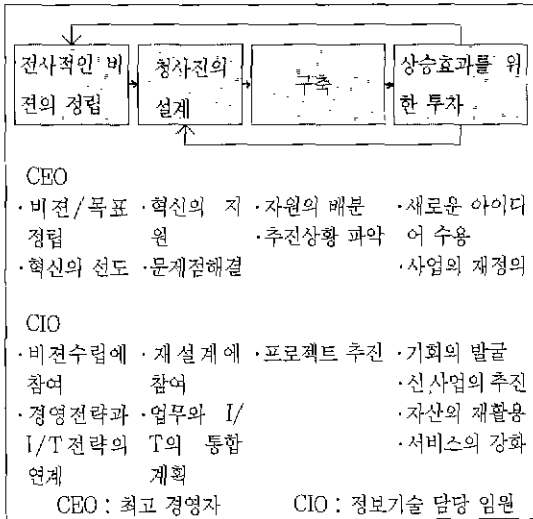 전사적인 비
견의 정립
청사진의
설계
구축
상승효과를 위
한 투자
CEO
·비전/목표
정립
·혁신의 선도
·혁신의 지
원
·문제점해결
·자원의 배분
·추진상황 파악
·새로운 아이디
어 수용
·사업의 재정의
CIO
·비견수립에
참여
·경영전략과
I/T전략의
연계
·재설계에
참여
·업무와 I/
T의 통합
계획
·프로젝트 추진
·기회의 발굴
·신사업의 추진
·자산의 재활용
·서비스의 강화
CEO : 최고 경영자 CIO : 정보기술 담당 임원